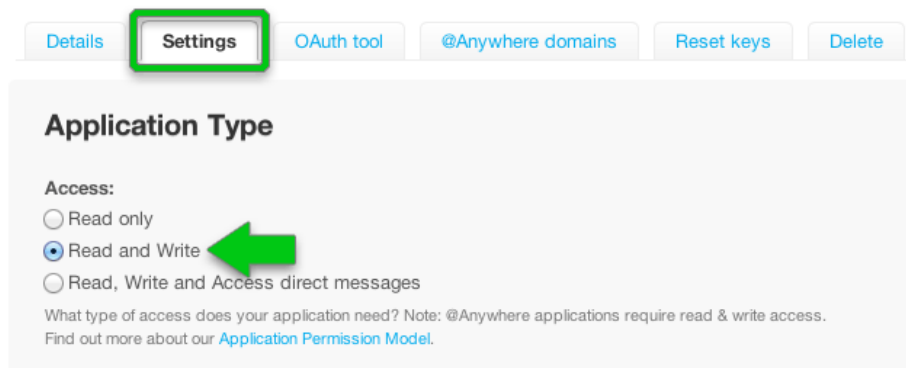 Details Settings OAuth tool @Anywhere domains Reset keys Delete
Application Type
Access:
Read only
Read and Write
Read, Write and Access direct messages
What type of access does your application need? Note: @Anywhere applications require read & write access.
Find out more about our Application Permission Model.